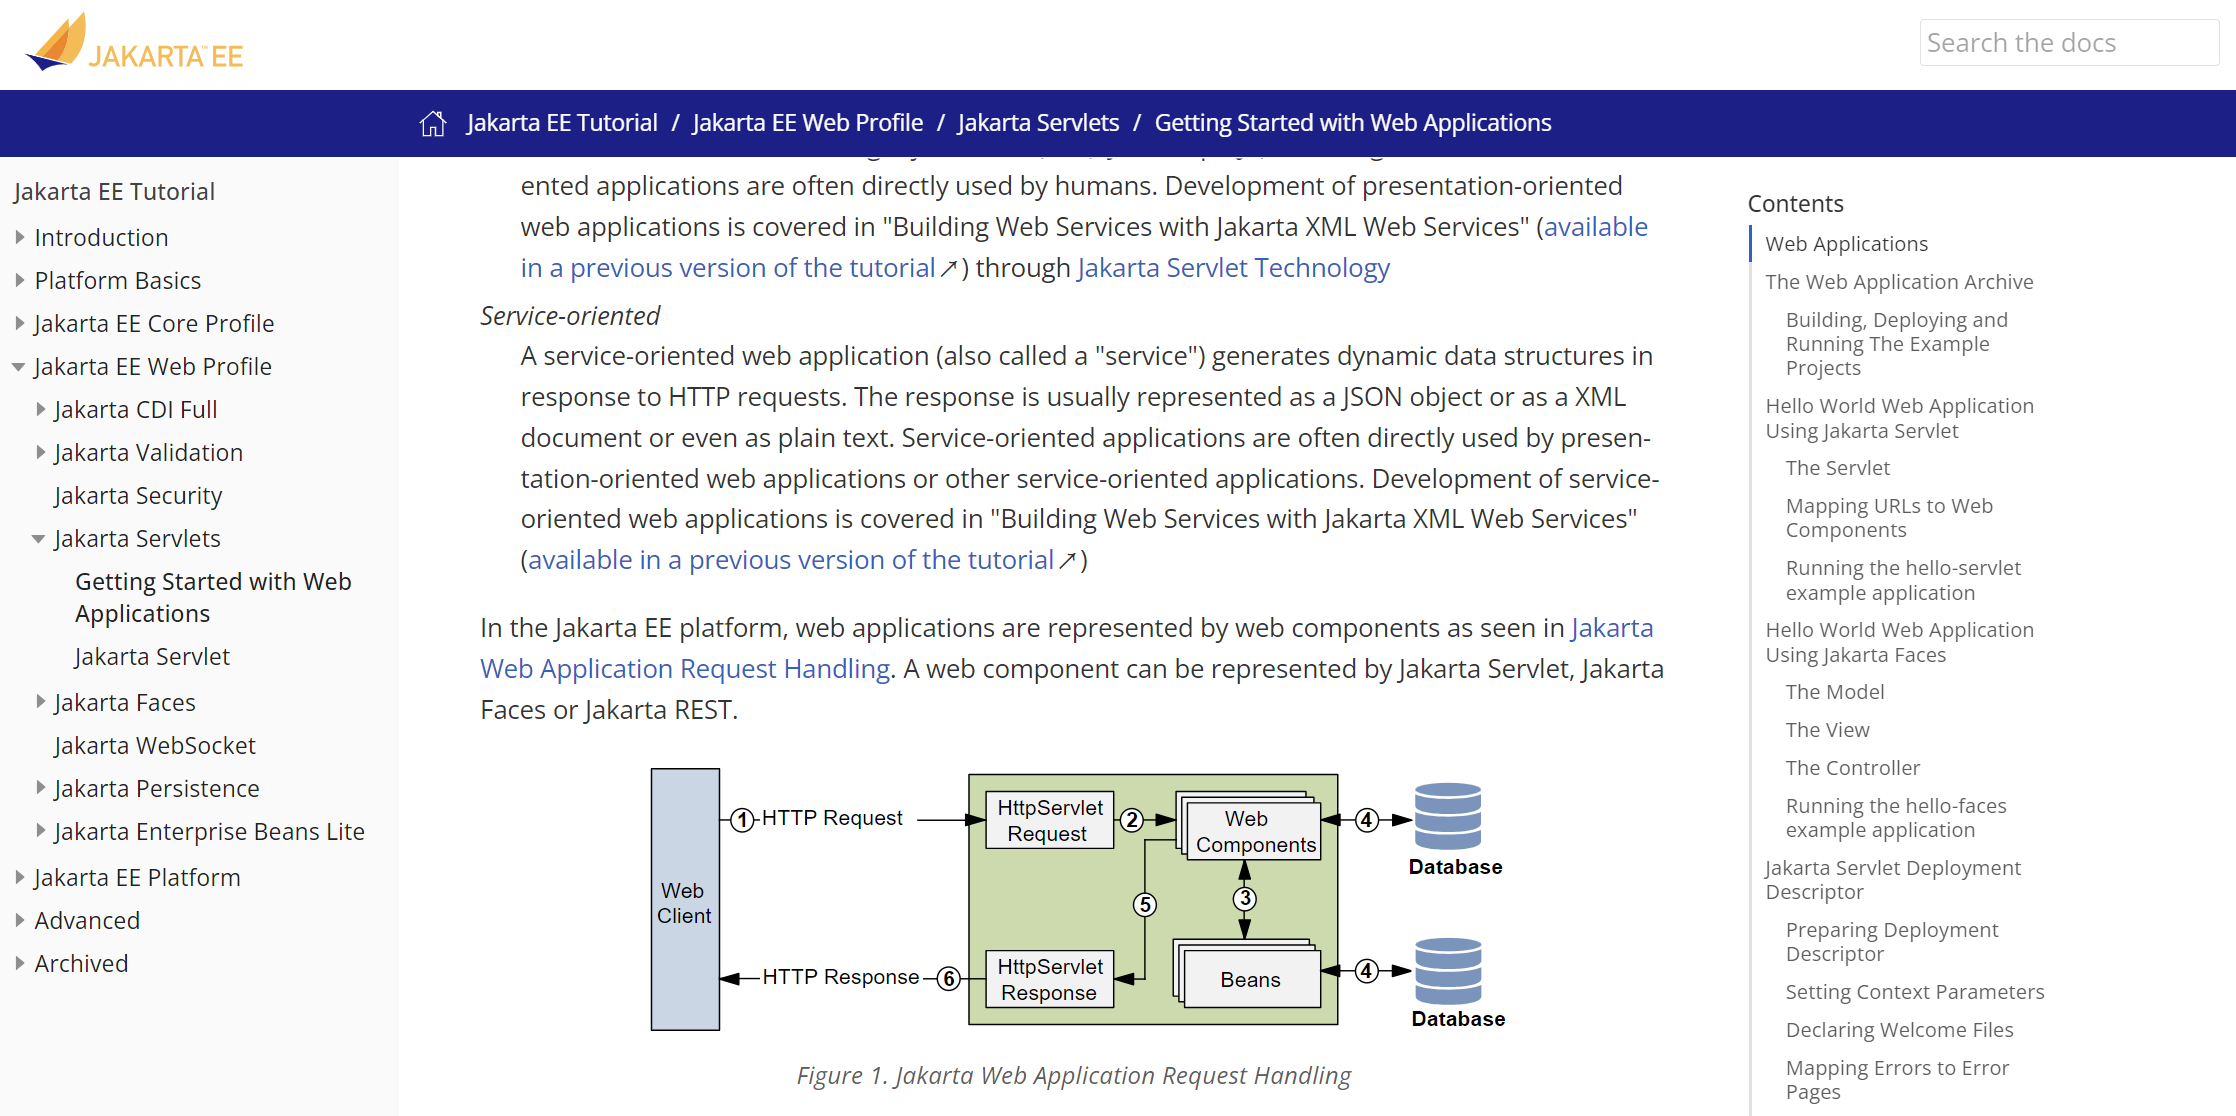 JAKARTA™ EE
Search the docs
Jakarta EE Tutorial / Jakarta EE Web Profile / Jakarta Servlets / Getting Started with Web Applications
Jakarta EE Tutorial
Introduction
Platform Basics
Jakarta EE Core Profile
Jakarta EE Web Profile
Jakarta CDI Full
Jakarta Validation
Jakarta Security
Jakarta Servlets
Getting Started with Web
Applications
Jakarta Servlet
Jakarta Faces
Jakarta WebSocket
Jakarta Persistence
Jakarta Enterprise Beans Lite
Jakarta EE Platform
Advanced
Archived
ented applications are often directly used by humans. Development of presentation-oriented
web applications is covered in "Building Web Services with Jakarta XML Web Services" (available
in a previous version of the tutorial↗) through Jakarta Servlet Technology
Service-oriented
A service-oriented web application (also called a "service") generates dynamic data structures in
response to HTTP requests. The response is usually represented as a JSON object or as a XML
document or even as plain text. Service-oriented applications are often directly used by presen-
tation-oriented web applications or other service-oriented applications. Development of service-
oriented web applications is covered in "Building Web Services with Jakarta XML Web Services"
(available in a previous version of the tutorial↗)
In the Jakarta EE platform, web applications are represented by web components as seen in Jakarta
Web Application Request Handling. A web component can be represented by Jakarta Servlet, Jakarta
Faces or Jakarta REST.
Web
Client
1 HTTP Request
HttpServlet
Request
2
Web
Components
4
Database
5
3
HTTP Response 6
HttpServlet
Response
Beans
4
Database
Figure 1. Jakarta Web Application Request Handling
Contents
Web Applications
The Web Application Archive
Building, Deploying and
Running The Example
Projects
Hello World Web Application
Using Jakarta Servlet
The Servlet
Mapping URLs to Web
Components
Running the hello-servlet
example application
Hello World Web Application
Using Jakarta Faces
The Model
The View
The Controller
Running the hello-faces
example application
Jakarta Servlet Deployment
Descriptor
Preparing Deployment
Descriptor
Setting Context Parameters
Declaring Welcome Files
Mapping Errors to Error
Pages